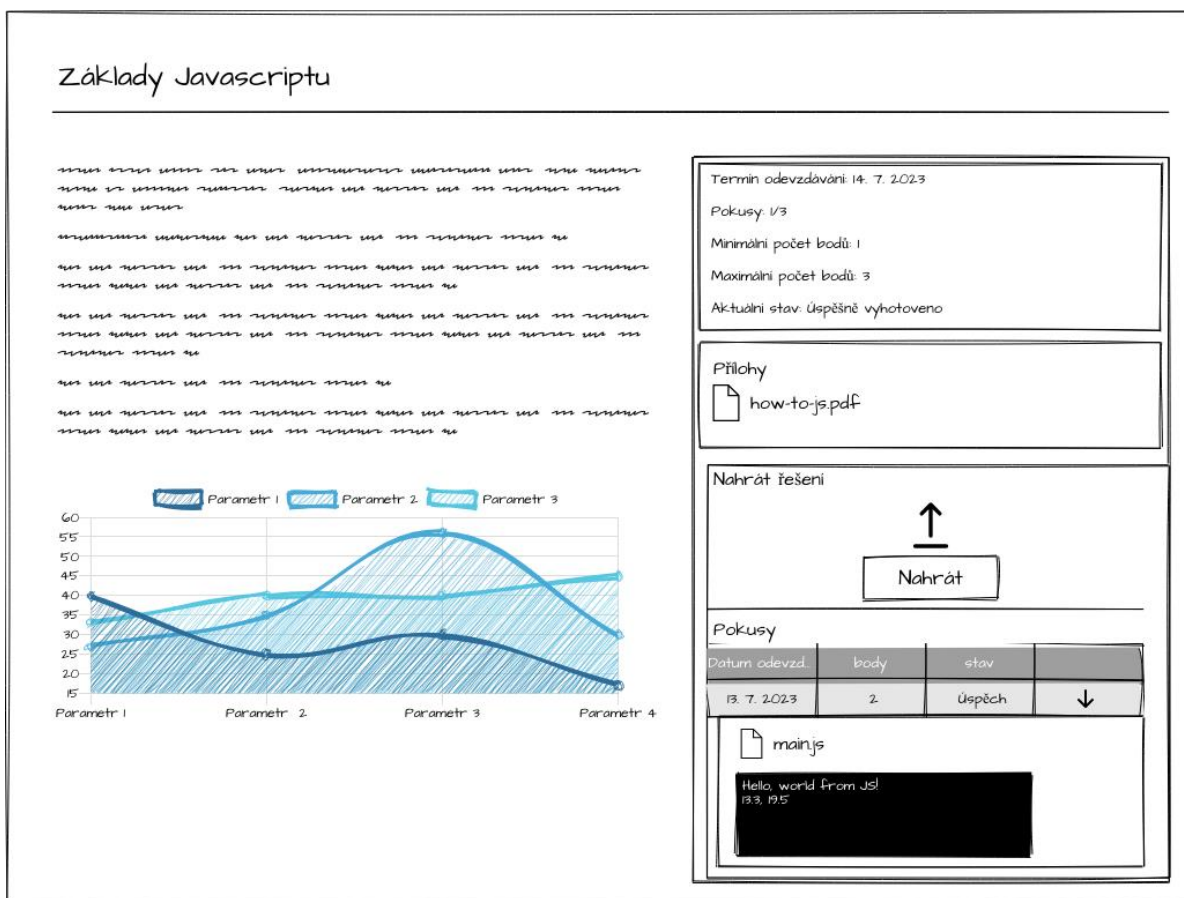 Základy Javascriptu
Parametr 1 Parametr 2 Parametr 3
60
55
50
45
40
35
30
25
20
15
Parametr 1 Parametr 2 Parametr 3 Parametr 4
Termín odevzdávání: 14. 7. 2023
Pokusy: 1/3
Minimální počet bodů: 1
Maximální počet bodů: 3
Aktuální stav: Úspěšně vyhotoveno
Přílohy
how-to-js.pdf
Nahrát řešení
Nahrát
Pokusy
Datum odevzd... body stav
13. 7. 2023 2 Úspěch
main.js
Hello, world from JS!
13.3, 19.5